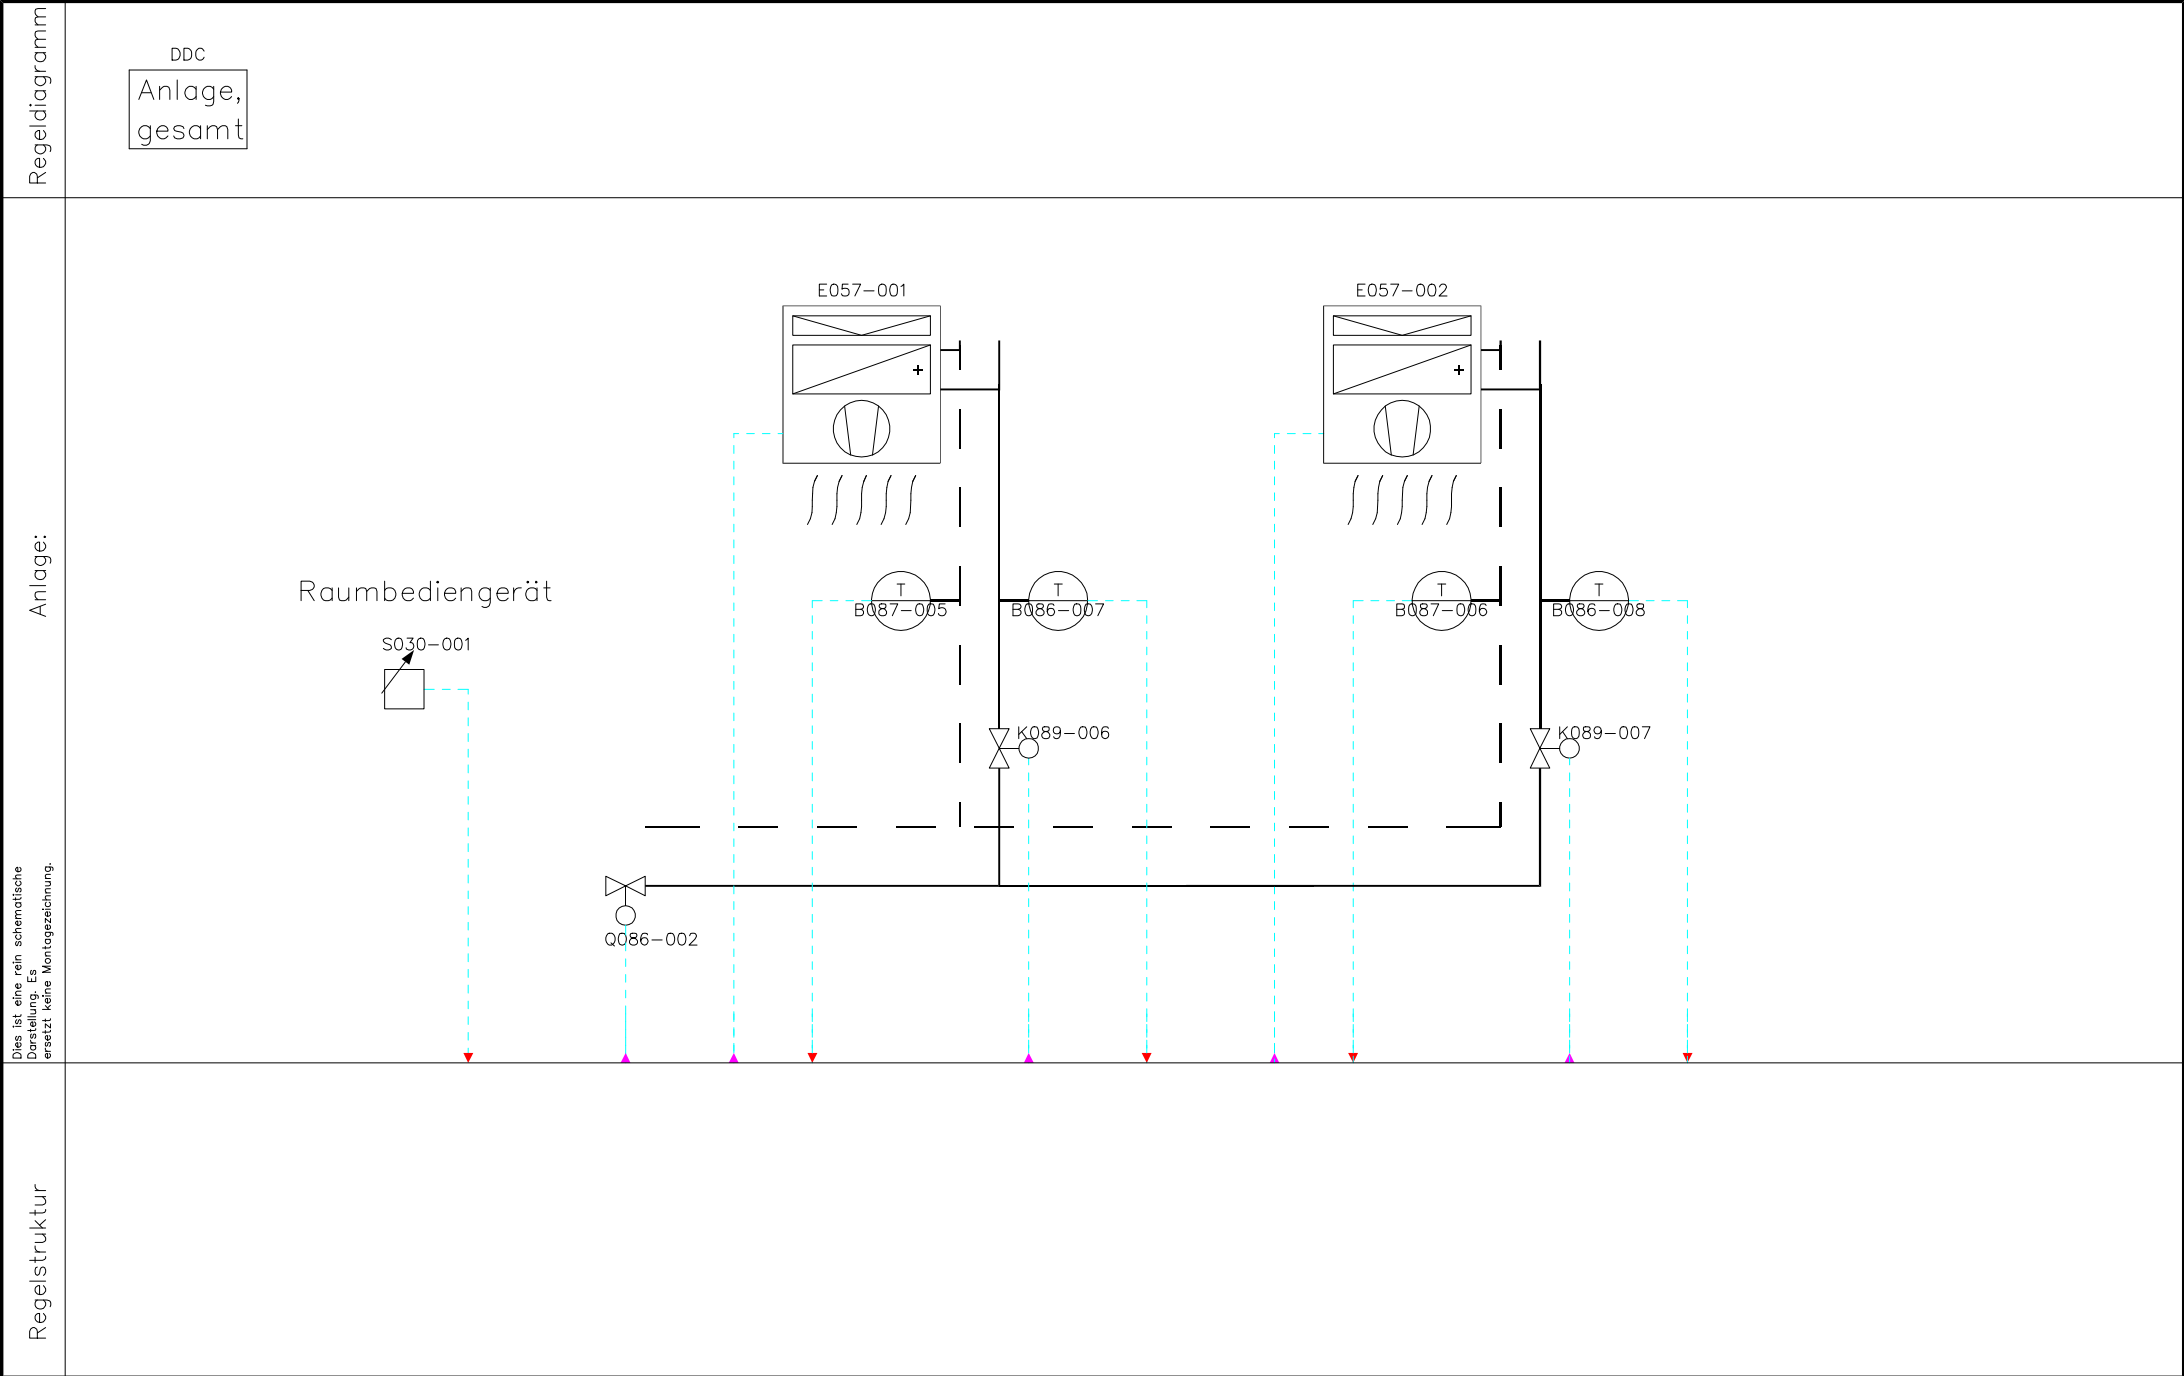 Regeldiagramm
DDC
Anlage,
gesamt
Anlage:
E057-001
E057-002
+
+
Raumbediengerät
S030-001
T
B087-005
T
B086-007
T
B087-006
T
B086-008
K089-006
K089-007
Q086-002
Dies ist eine rein schematische
Darstellung. Es
ersetzt keine Montagezeichnung.
Regelstruktur